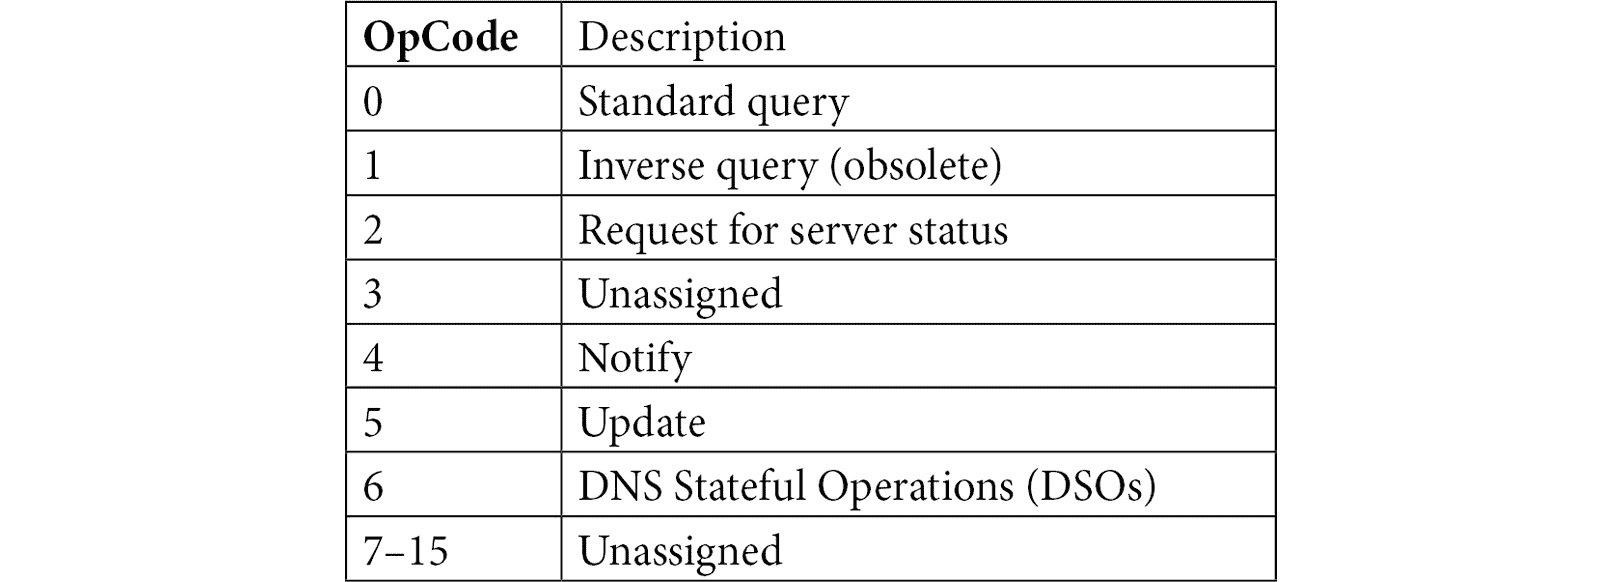 OpCode Description
0 Standard query
1 Inverse query (obsolete)
2 Request for server status
3 Unassigned
4 Notify
5 Update
6 DNS Stateful Operations (DSOs)
7–15 Unassigned